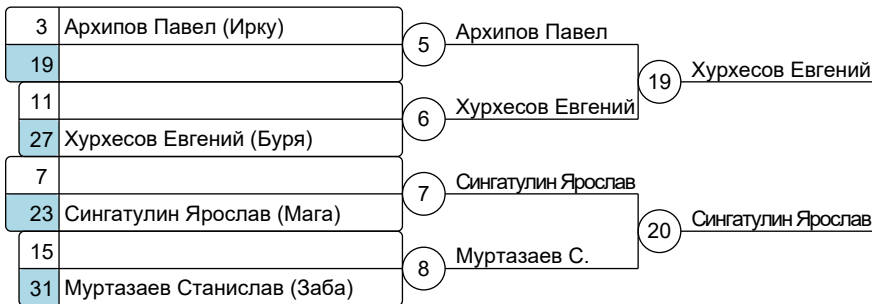 3 Архипов Павел (Ирку)
5 Архипов Павел
19
19 Хурхесов Евгений
11
6 Хурхесов Евгений
27 Хурхесов Евгений (Буря)
7
7 Сингатулин Ярослав
23 Сингатулин Ярослав (Мага)
20 Сингатулин Ярослав
15
8 Муртазаев С.
31 Муртазаев Станислав (Заба)